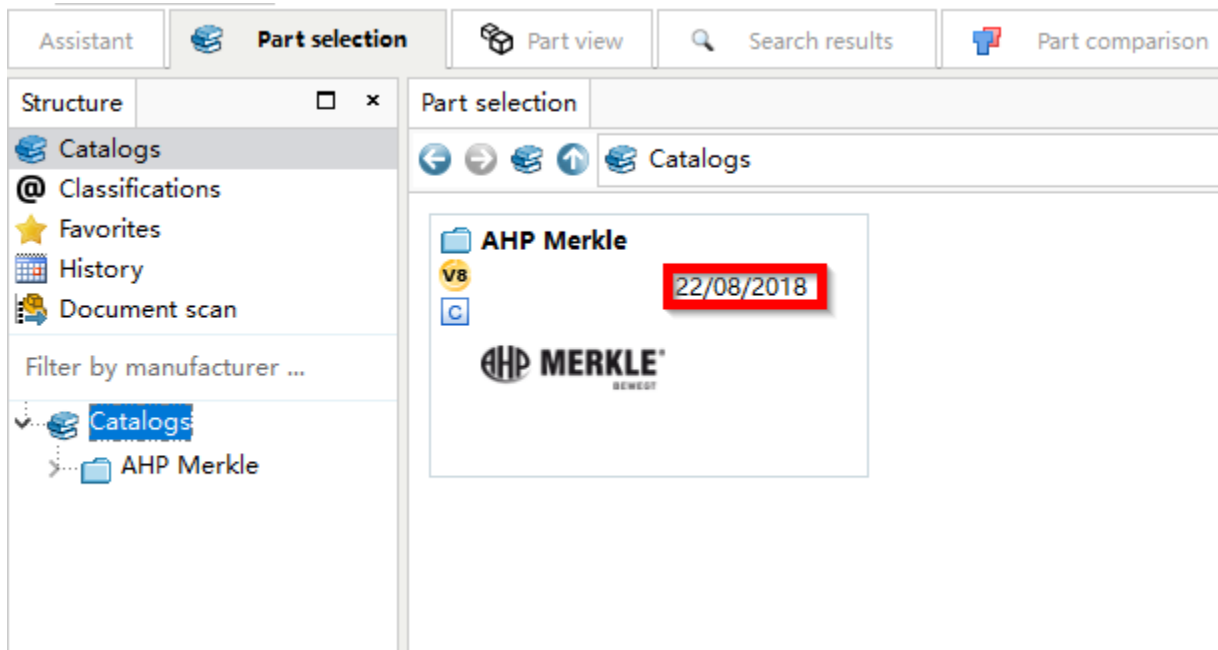 Assistant
Part selection
Part view
Search results
Part comparison
Structure
Part selection
Catalogs
@ Classifications
Favorites
History
Document scan
Filter by manufacturer ...
Catalogs
AHP Merkle
Catalogs
AHP Merkle
V8
22/08/2018
C
AHP MERKLE
BEWEGT